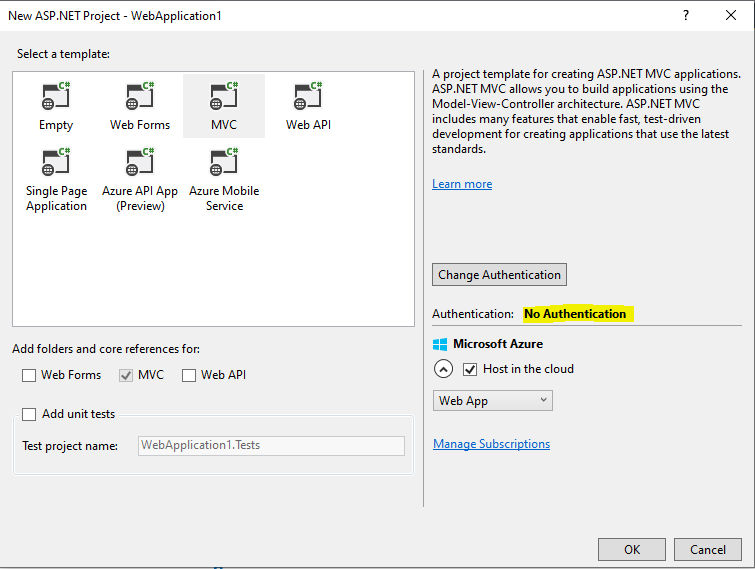 New ASP.NET Project - WebApplication1
?
Select a template:
C#
C#
C#
C#
Empty
Web Forms
MVC
Web API
C#
C#
C#
Single Page
Application
Azure API App
(Preview)
Azure Mobile
Service
A project template for creating ASP.NET MVC applications.
ASP.NET MVC allows you to build applications using the
Model-View-Controller architecture. ASP.NET MVC
includes many features that enable fast, test-driven
development for creating applications that use the latest
standards.
Learn more
Change Authentication
Authentication: No Authentication
Microsoft Azure
Host in the cloud
Web App
Manage Subscriptions
Add folders and core references for:
Web Forms
MVC
Web API
Add unit tests
Test project name: WebApplication1.Tests
OK
Cancel